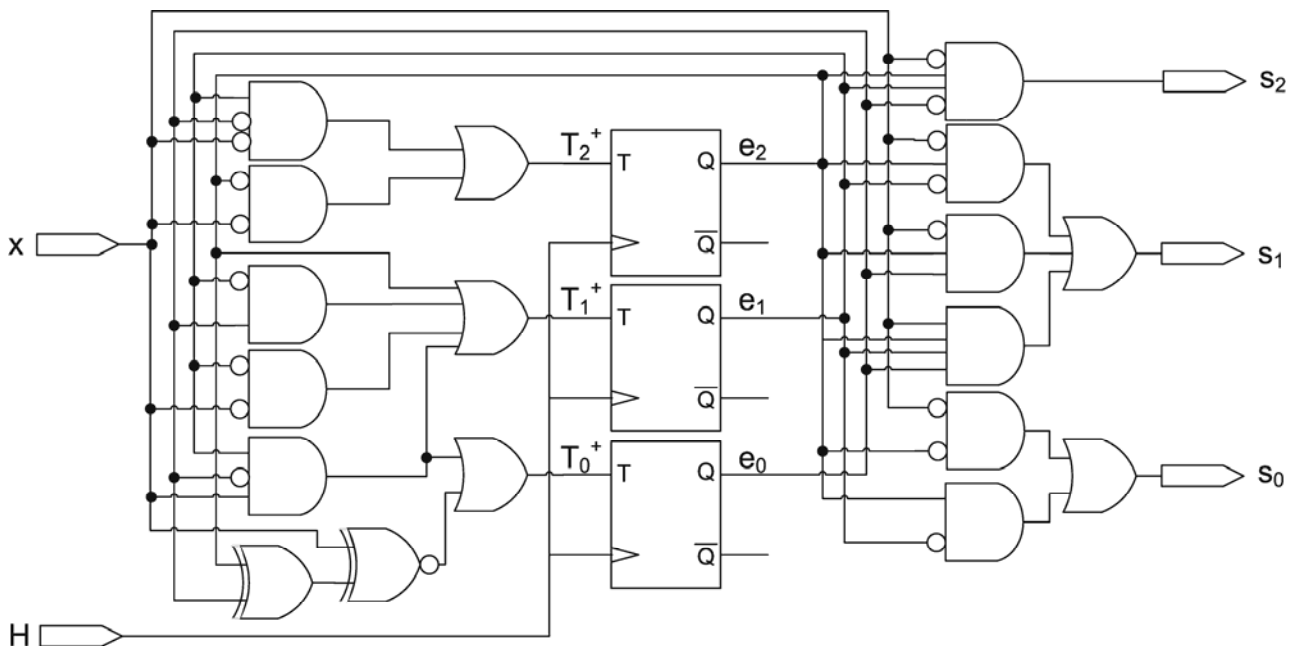 x
H
T₂⁺
T
Q
Q̅
e₂
T₁⁺
T
Q
Q̅
e₁
T₀⁺
T
Q
Q̅
e₀
s₂
s₁
s₀